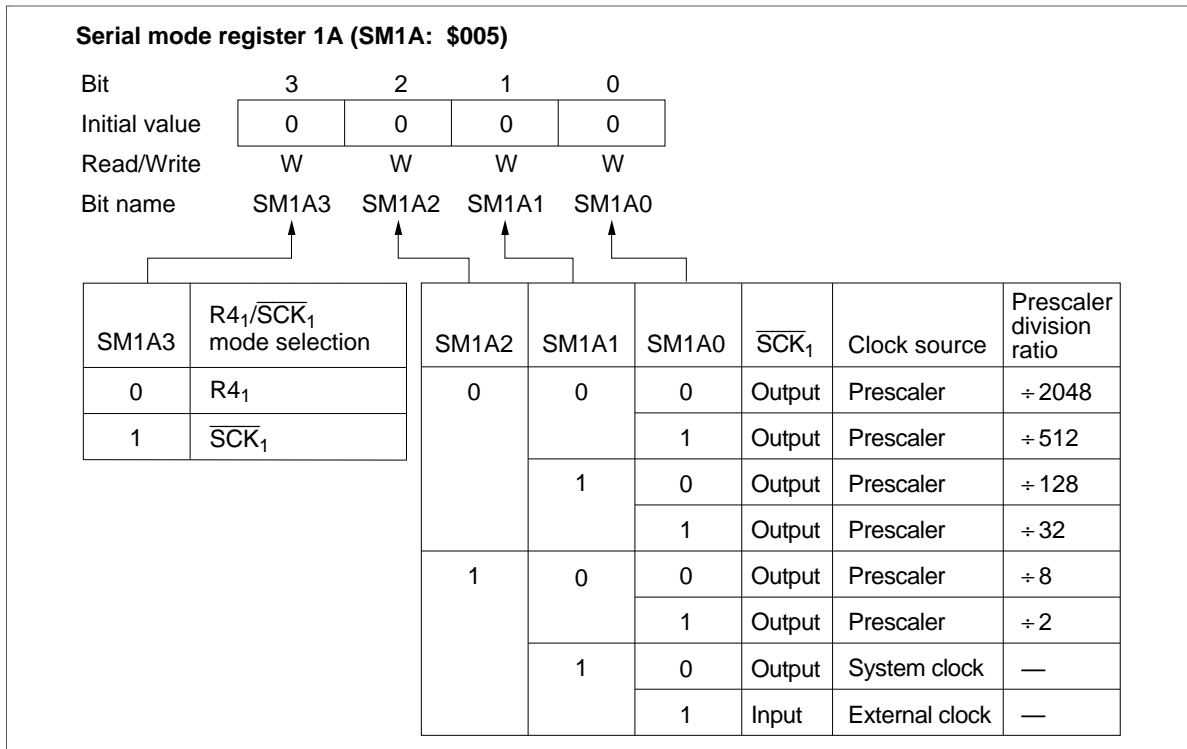 Serial mode register 1A (SM1A: $005)
Bit 3 2 1 0
Initial value 0 0 0 0
Read/Write W W W W
Bit name SM1A3 SM1A2 SM1A1 SM1A0
SM1A3 R4₁/S̅C̅K̅₁ mode selection
0 R4₁
1 S̅C̅K̅₁
SM1A2 SM1A1 SM1A0 S̅C̅K̅₁ Clock source Prescaler division ratio
0 0 0 Output Prescaler ÷2048
1 Output Prescaler ÷512
1 0 Output Prescaler ÷128
1 Output Prescaler ÷32
1 0 0 Output Prescaler ÷8
1 Output Prescaler ÷2
1 0 Output System clock —
1 Input External clock —